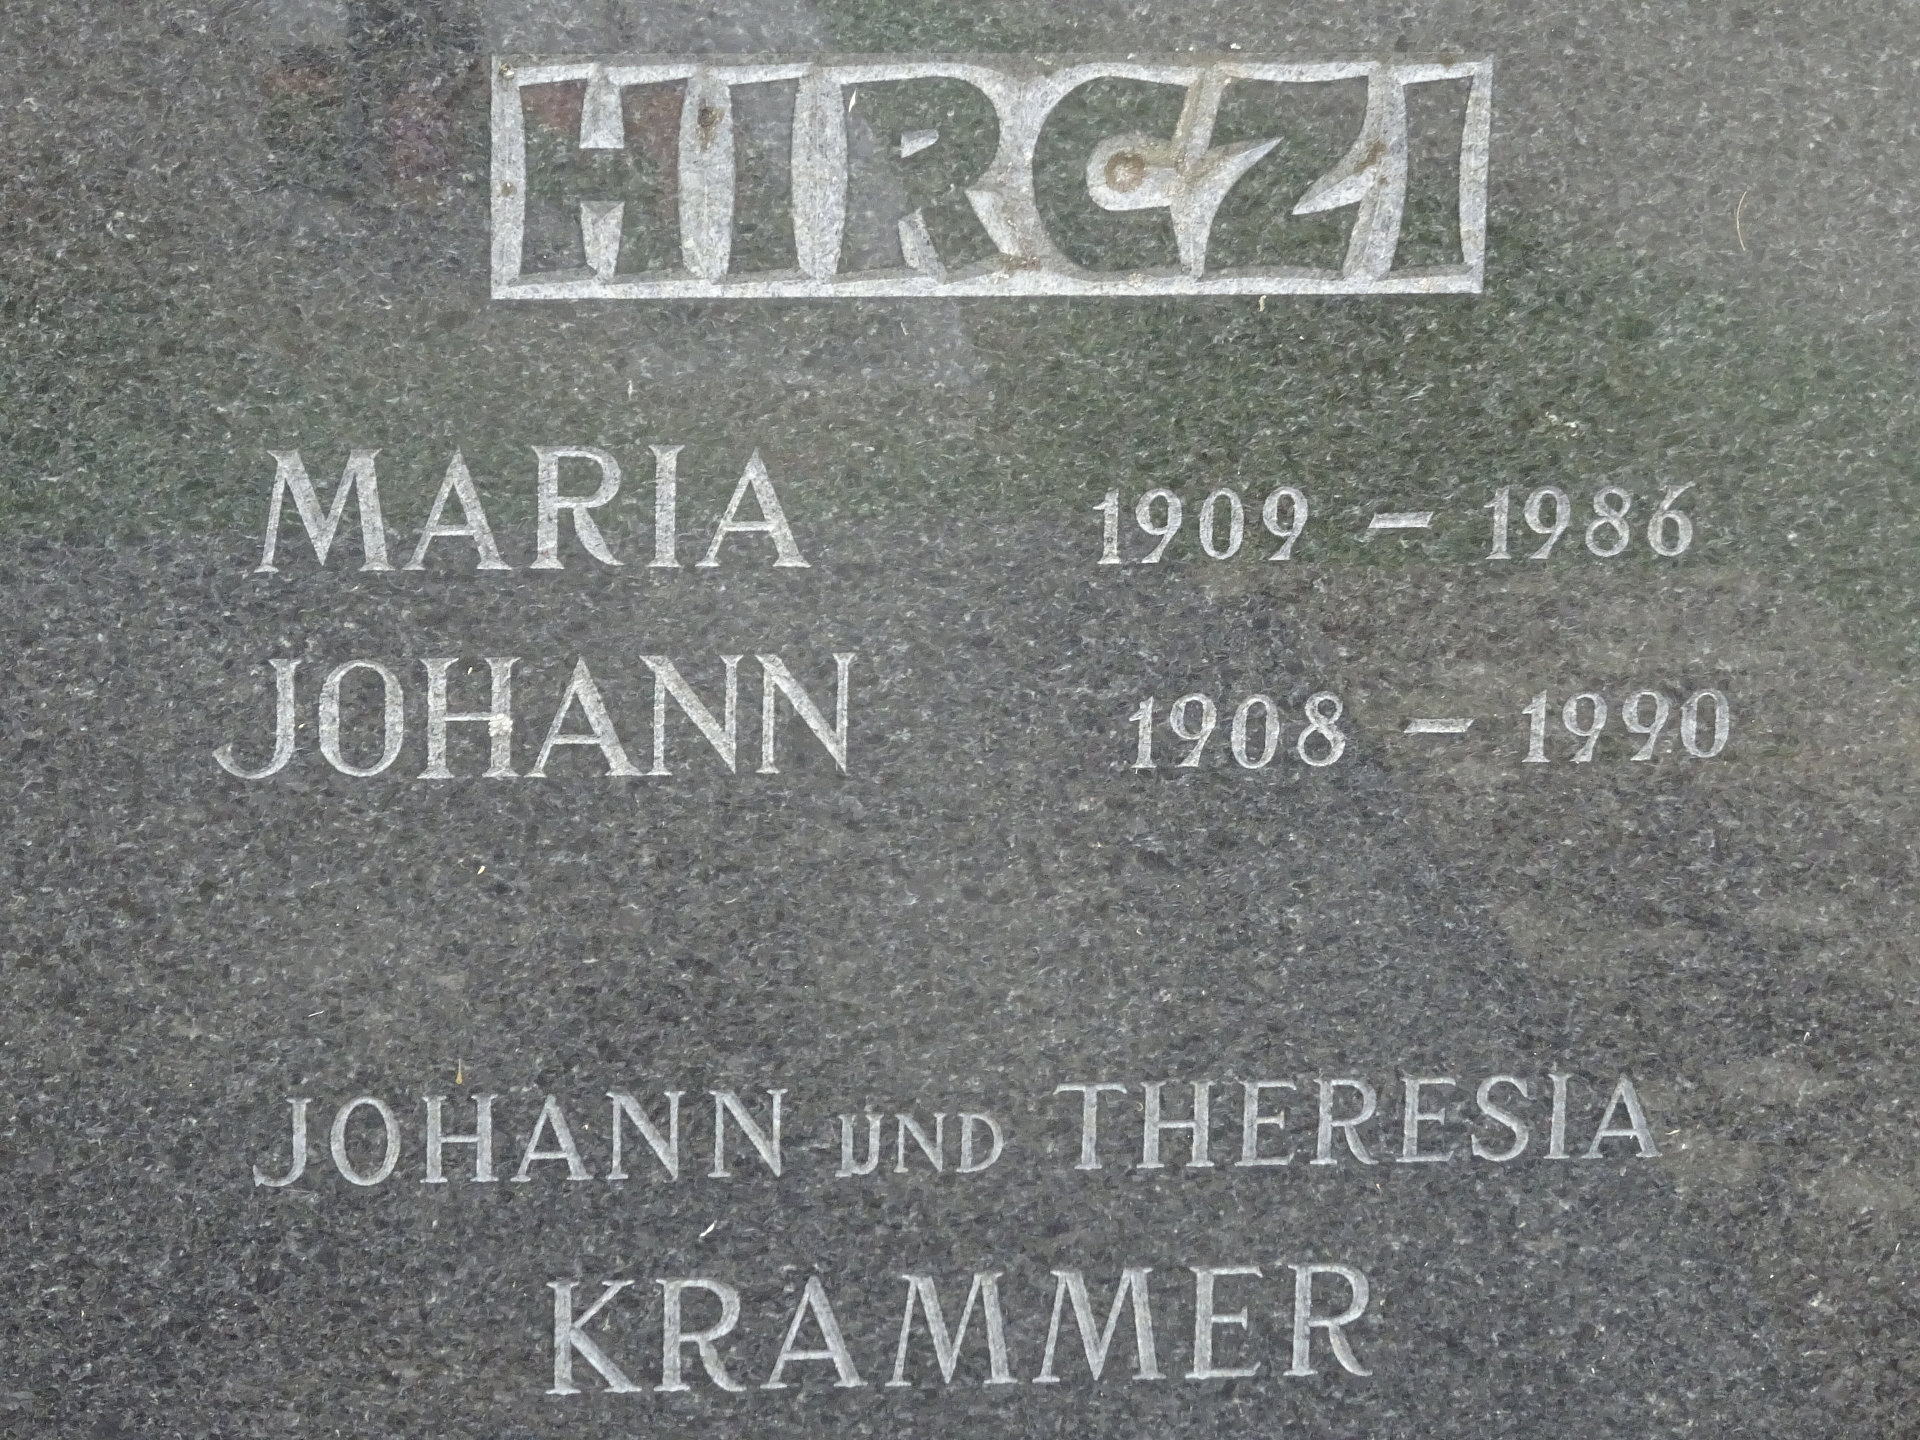 HIRCZI
MARIA 1909 – 1986
JOHANN 1908 – 1990
JOHANN UND THERESIA
KRAMMER